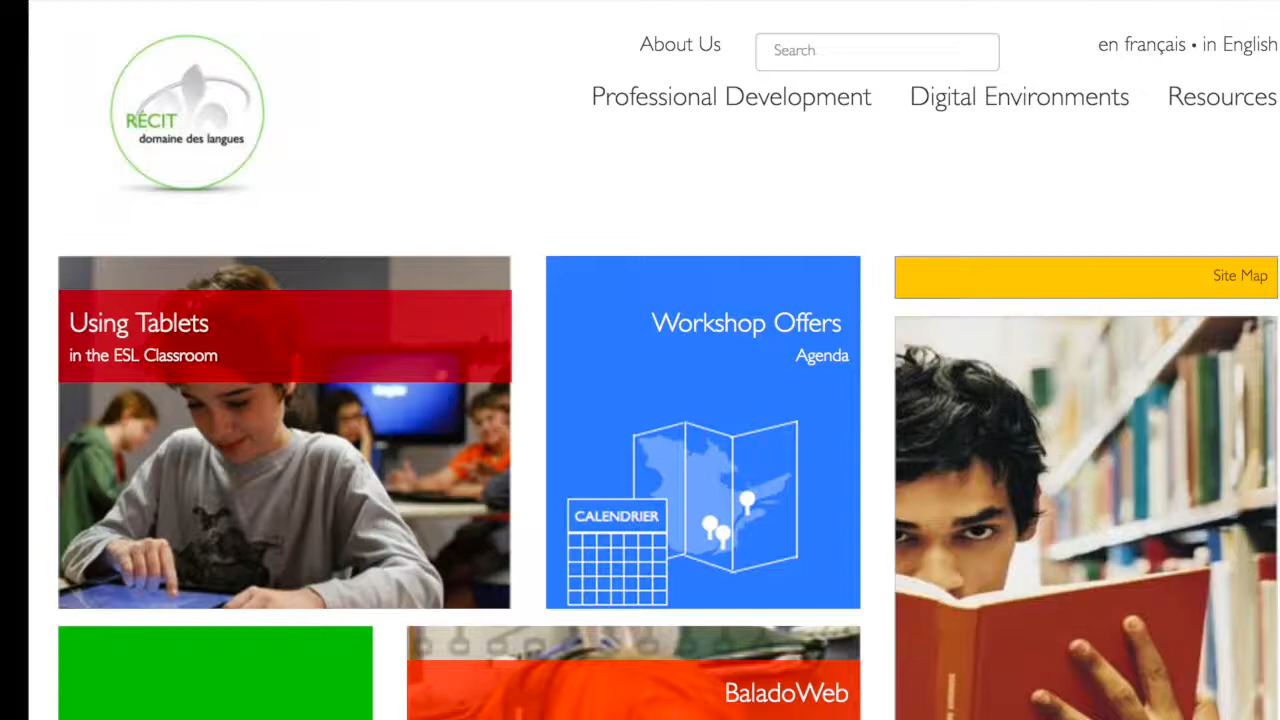 About Us
Search
en français • in English
Professional Development
Digital Environments
Resources
RÉCIT
domaine des langues
Site Map
Using Tablets
in the ESL Classroom
Workshop Offers
Agenda
CALENDRIER
BaladoWeb